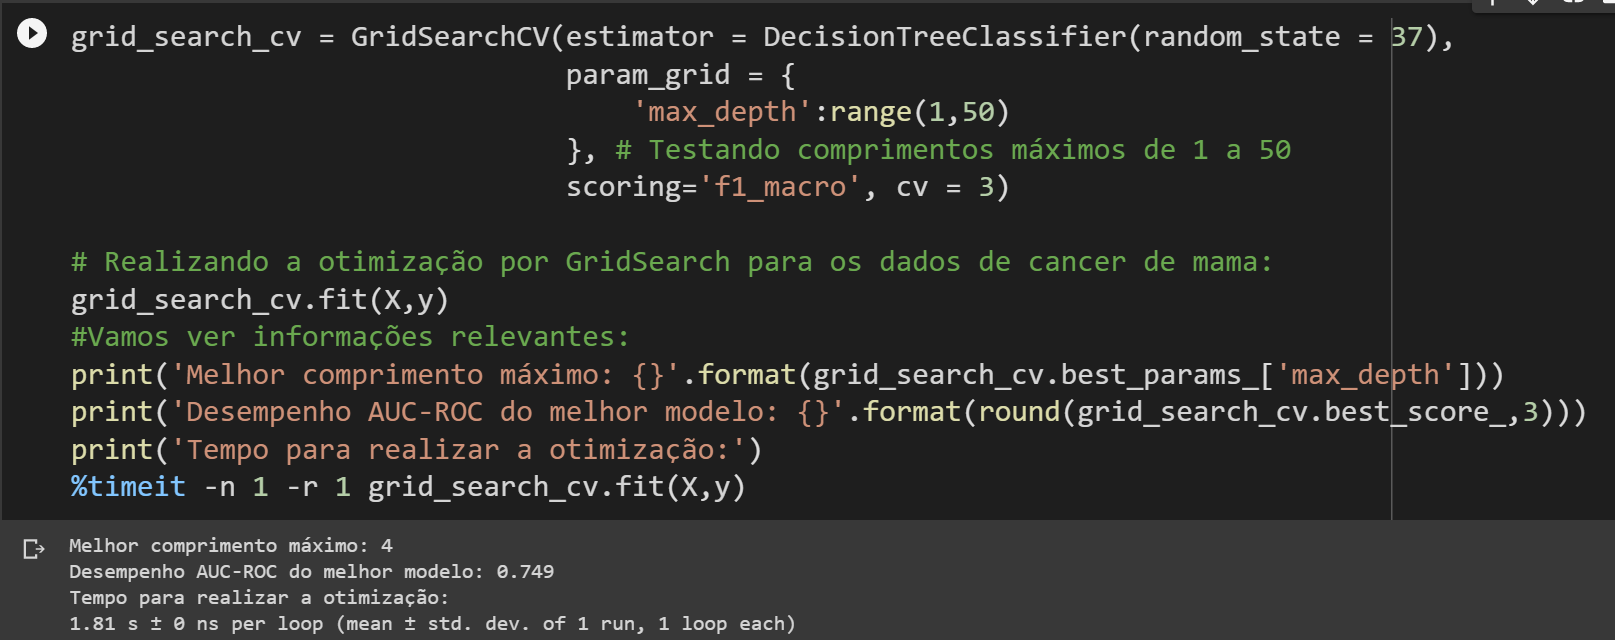 grid_search_cv = GridSearchCV(estimator = DecisionTreeClassifier(random_state = 37),
param_grid = {
'max_depth':range(1,50)
}, # Testando comprimentos máximos de 1 a 50
scoring='f1_macro', cv = 3)
# Realizando a otimização por GridSearch para os dados de cancer de mama:
grid_search_cv.fit(X,y)
#Vamos ver informações relevantes:
print('Melhor comprimento máximo: {}'.format(grid_search_cv.best_params_['max_depth']))
print('Desempenho AUC-ROC do melhor modelo: {}'.format(round(grid_search_cv.best_score_,3)))
print('Tempo para realizar a otimização:')
%timeit -n 1 -r 1 grid_search_cv.fit(X,y)
Melhor comprimento máximo: 4
Desempenho AUC-ROC do melhor modelo: 0.749
Tempo para realizar a otimização:
1.81 s ± 0 ns per loop (mean ± std. dev. of 1 run, 1 loop each)